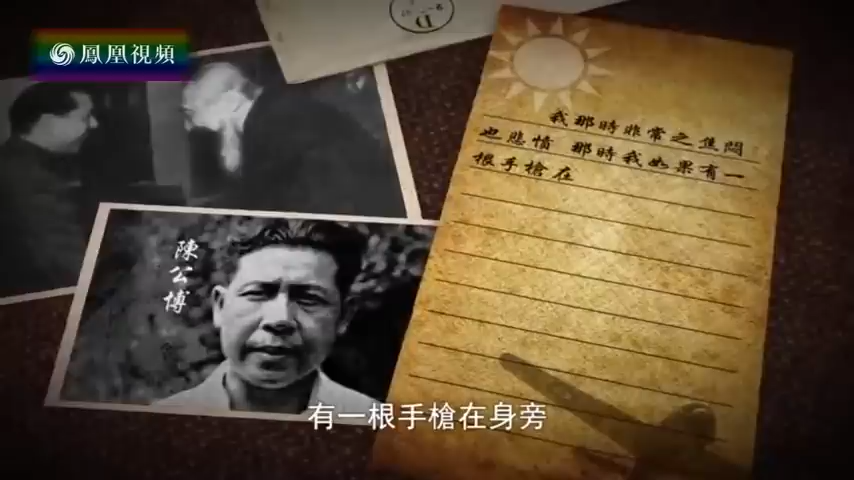 鳳凰視頻
D
我那時非常之焦悶
也悲憤 那時我如果有一
根手槍在
陳公博
有一根手槍在身旁